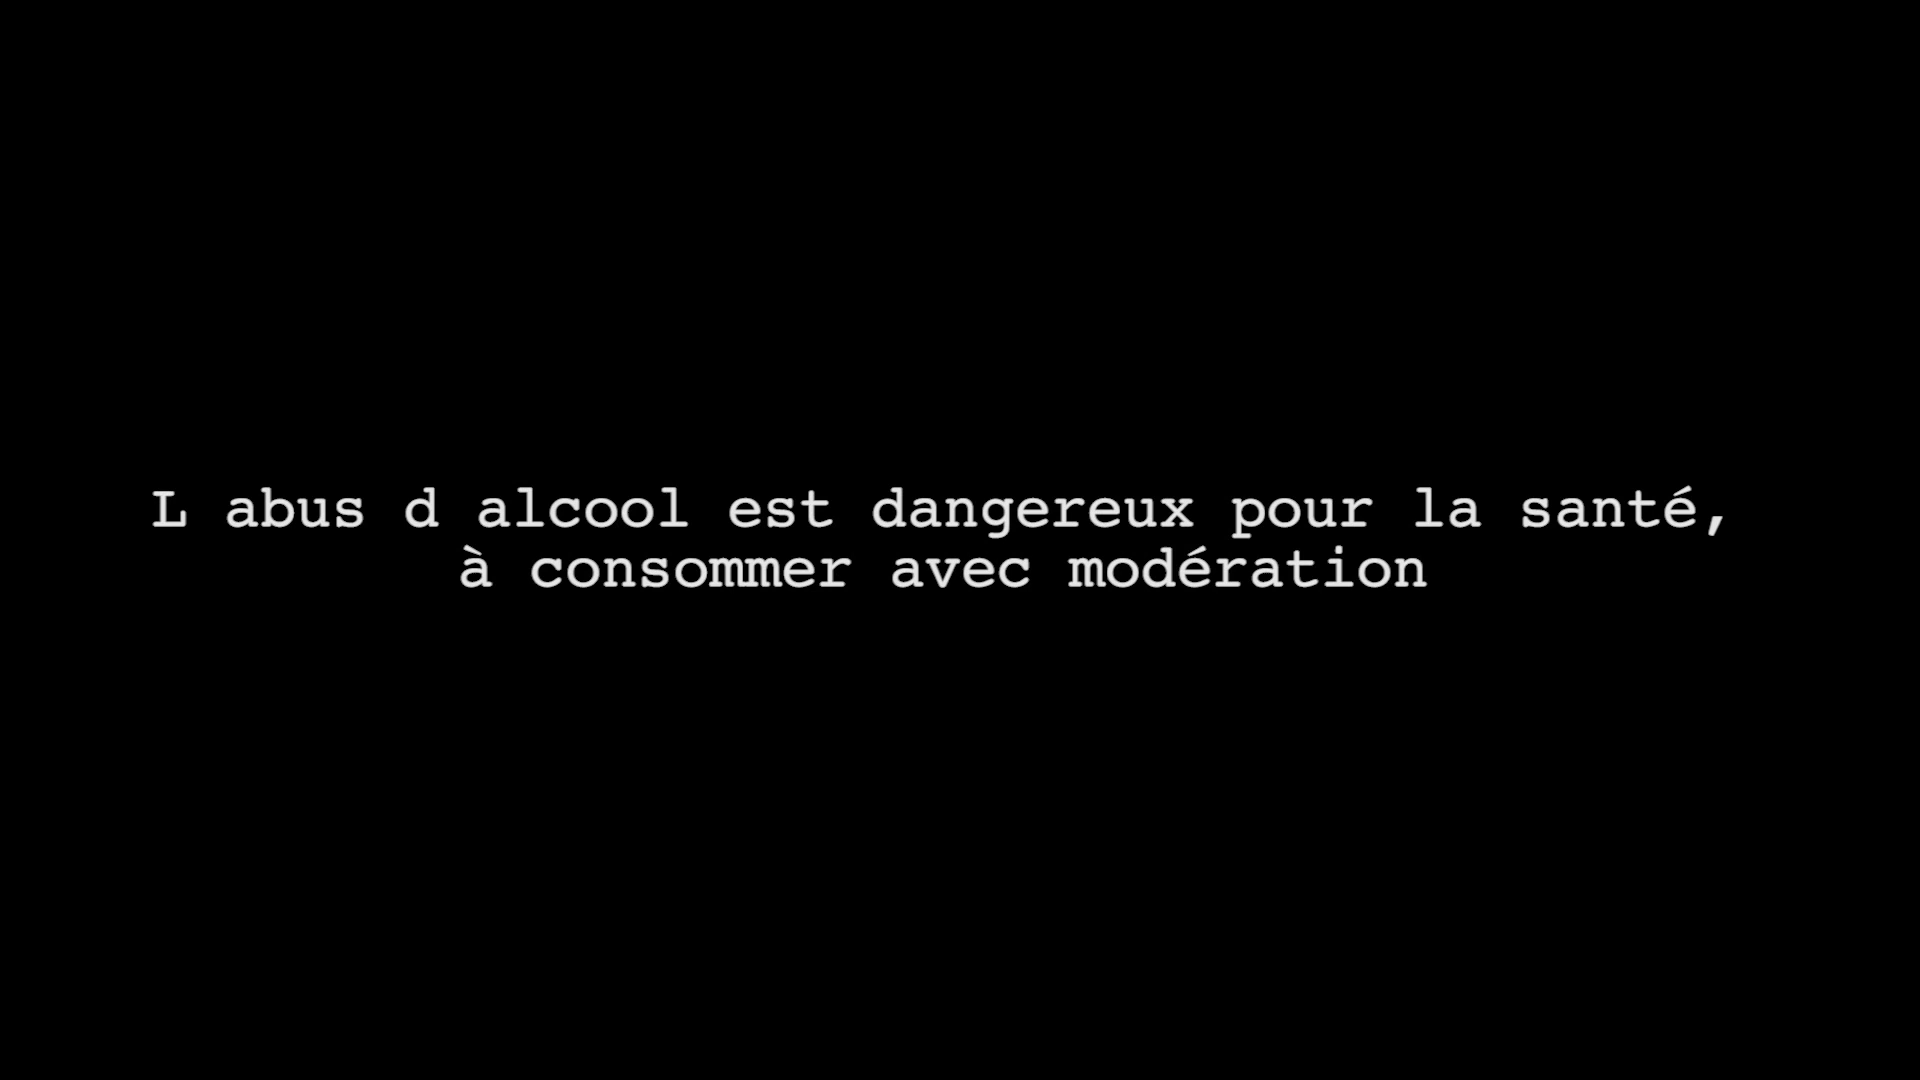 L abus d alcool est dangereux pour la santé,
à consommer avec modération